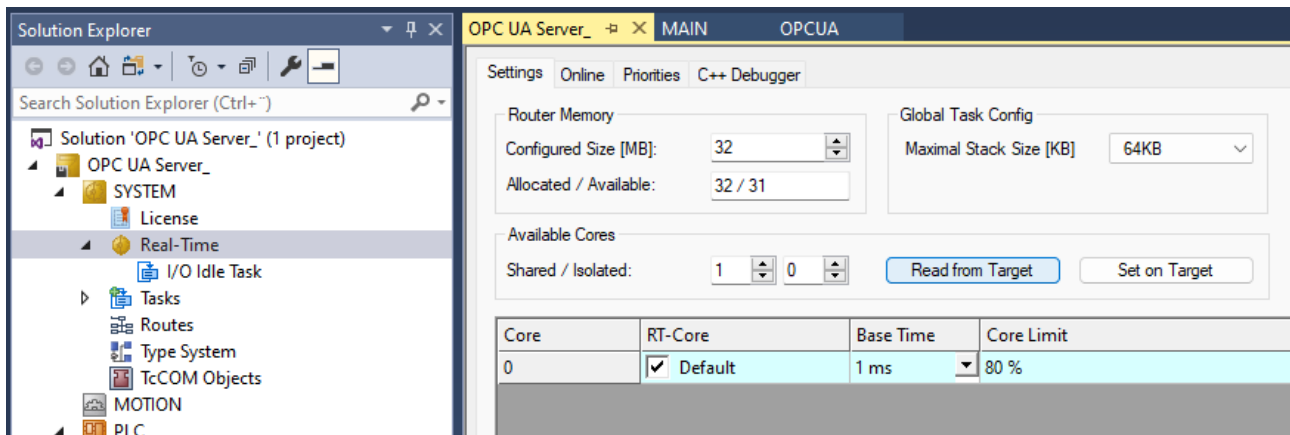 Solution Explorer
Search Solution Explorer (Ctrl+¨)
Solution 'OPC UA Server_' (1 project)
OPC UA Server_
SYSTEM
License
Real-Time
I/O Idle Task
Tasks
Routes
Type System
TcCOM Objects
MOTION
PLC
OPC UA Server_ MAIN OPCUA
Settings Online Priorities C++ Debugger
Router Memory
Configured Size [MB]: 32
Allocated / Available: 32 / 31
Global Task Config
Maximal Stack Size [KB] 64KB
Available Cores
Shared / Isolated: 1 0 Read from Target Set on Target
Core RT-Core Base Time Core Limit
0 Default 1 ms 80 %